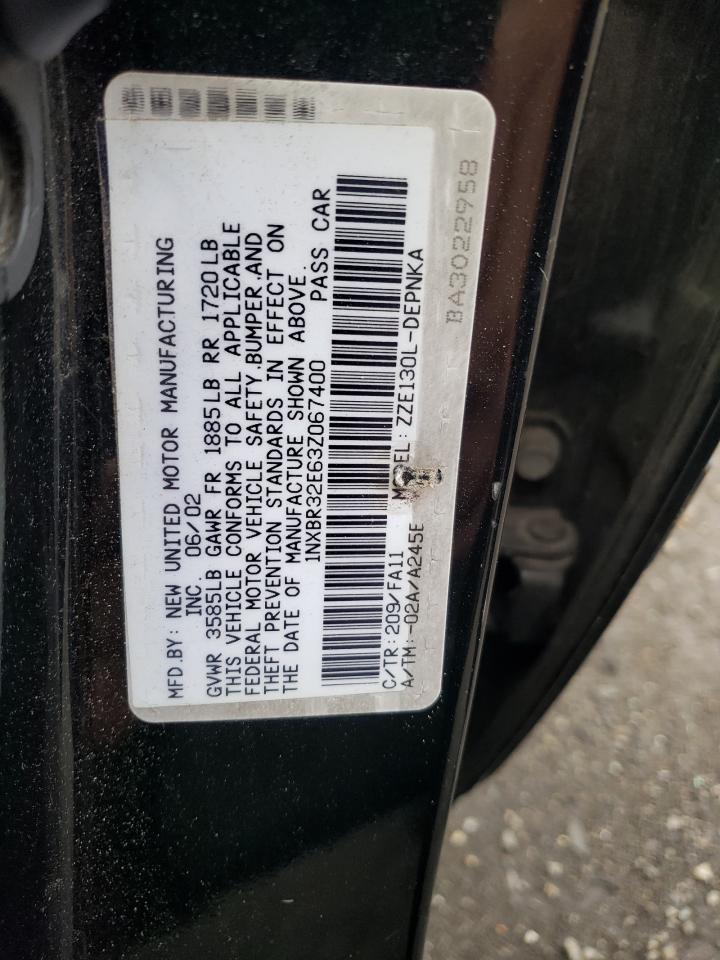 MFD.BY: NEW UNITED MOTOR MANUFACTURING
INC. 06/02
GVWR 3585LB GAWR FR 1885LB RR 1720LB
THIS VEHICLE CONFORMS TO ALL APPLICABLE
FEDERAL MOTOR VEHICLE SAFETY,BUMPER,AND
THEFT PREVENTION STANDARDS IN EFFECT ON
THE DATE OF MANUFACTURE SHOWN ABOVE.
1NXBR32E63Z067400 PASS CAR
C/TR:209/FA11 EL: ZZE130L-DEPNKA
A/TM:-02A/A245E
BA3022958